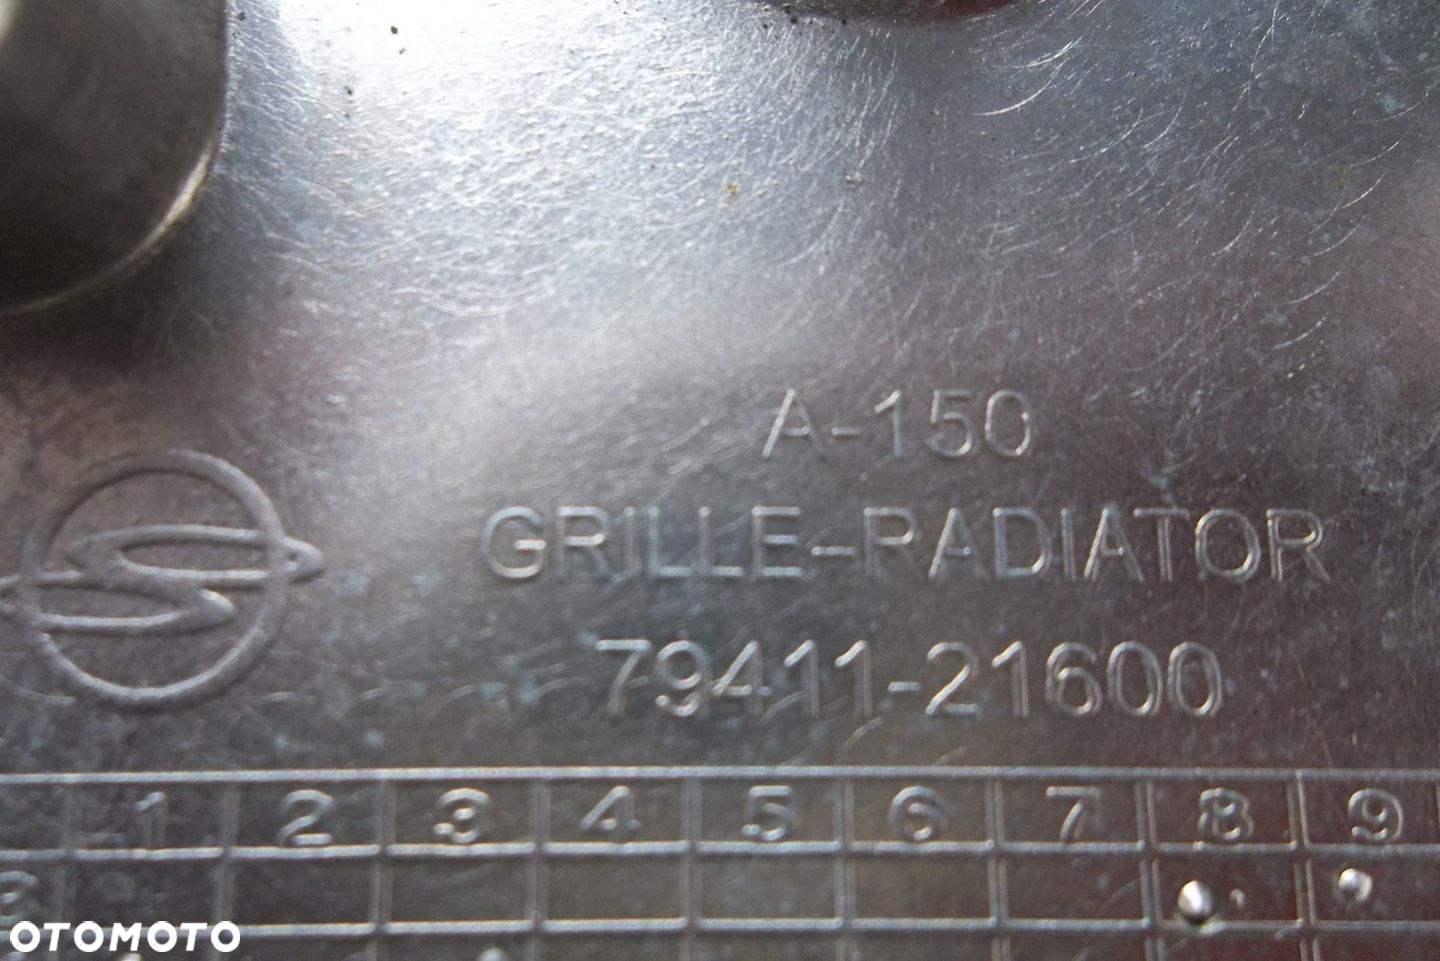 A-150
GRILLE-RADIATOR
79411-21600
1 2 3 4 5 6 7 8 9
OTOMOTO